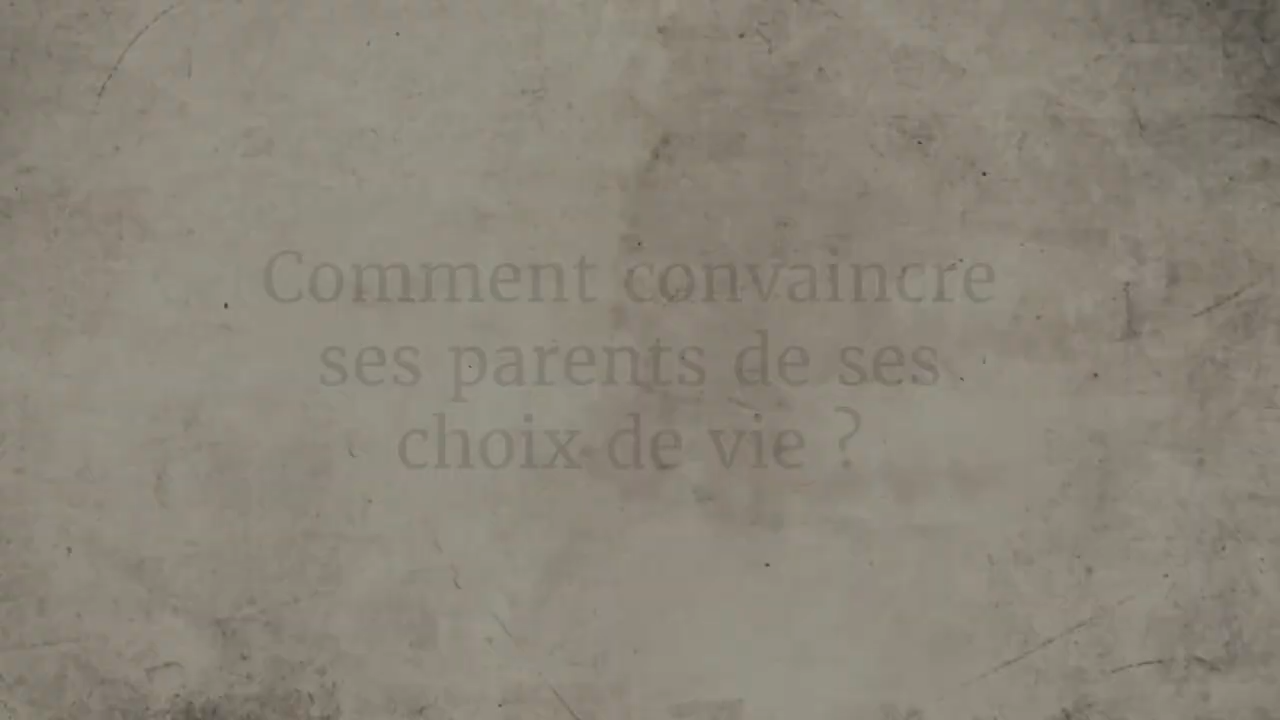 Comment convaincre
ses parents de ses
choix de vie ?